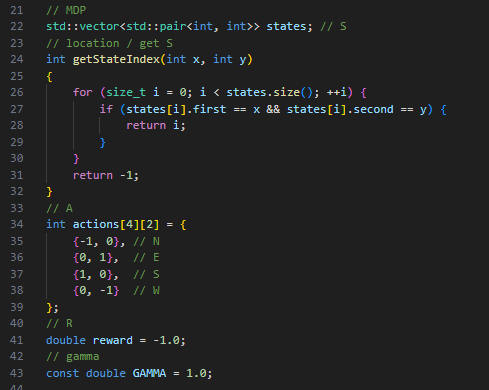 21 // MDP
22 std::vector<std::pair<int, int>> states; // S
23 // location / get S
24 int getStateIndex(int x, int y)
25 {
26     for (size_t i = 0; i < states.size(); ++i) {
27         if (states[i].first == x && states[i].second == y) {
28             return i;
29         }
30     }
31     return -1;
32 }
33 // A
34 int actions[4][2] = {
35     {-1, 0}, // N
36     {0, 1},  // E
37     {1, 0},  // S
38     {0, -1}  // W
39 };
40 // R
41 double reward = -1.0;
42 // gamma
43 const double GAMMA = 1.0;